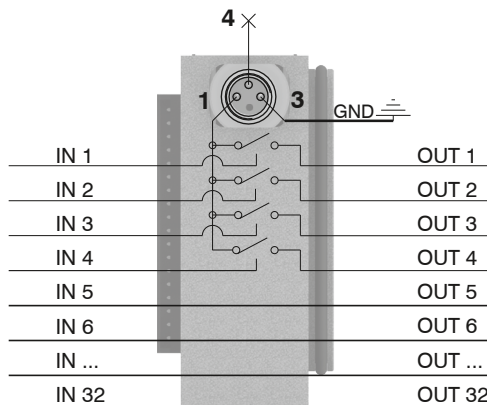 4
1 3
GND
IN 1 OUT 1
IN 2 OUT 2
IN 3 OUT 3
IN 4 OUT 4
IN 5 OUT 5
IN 6 OUT 6
IN ... OUT ...
IN 32 OUT 32